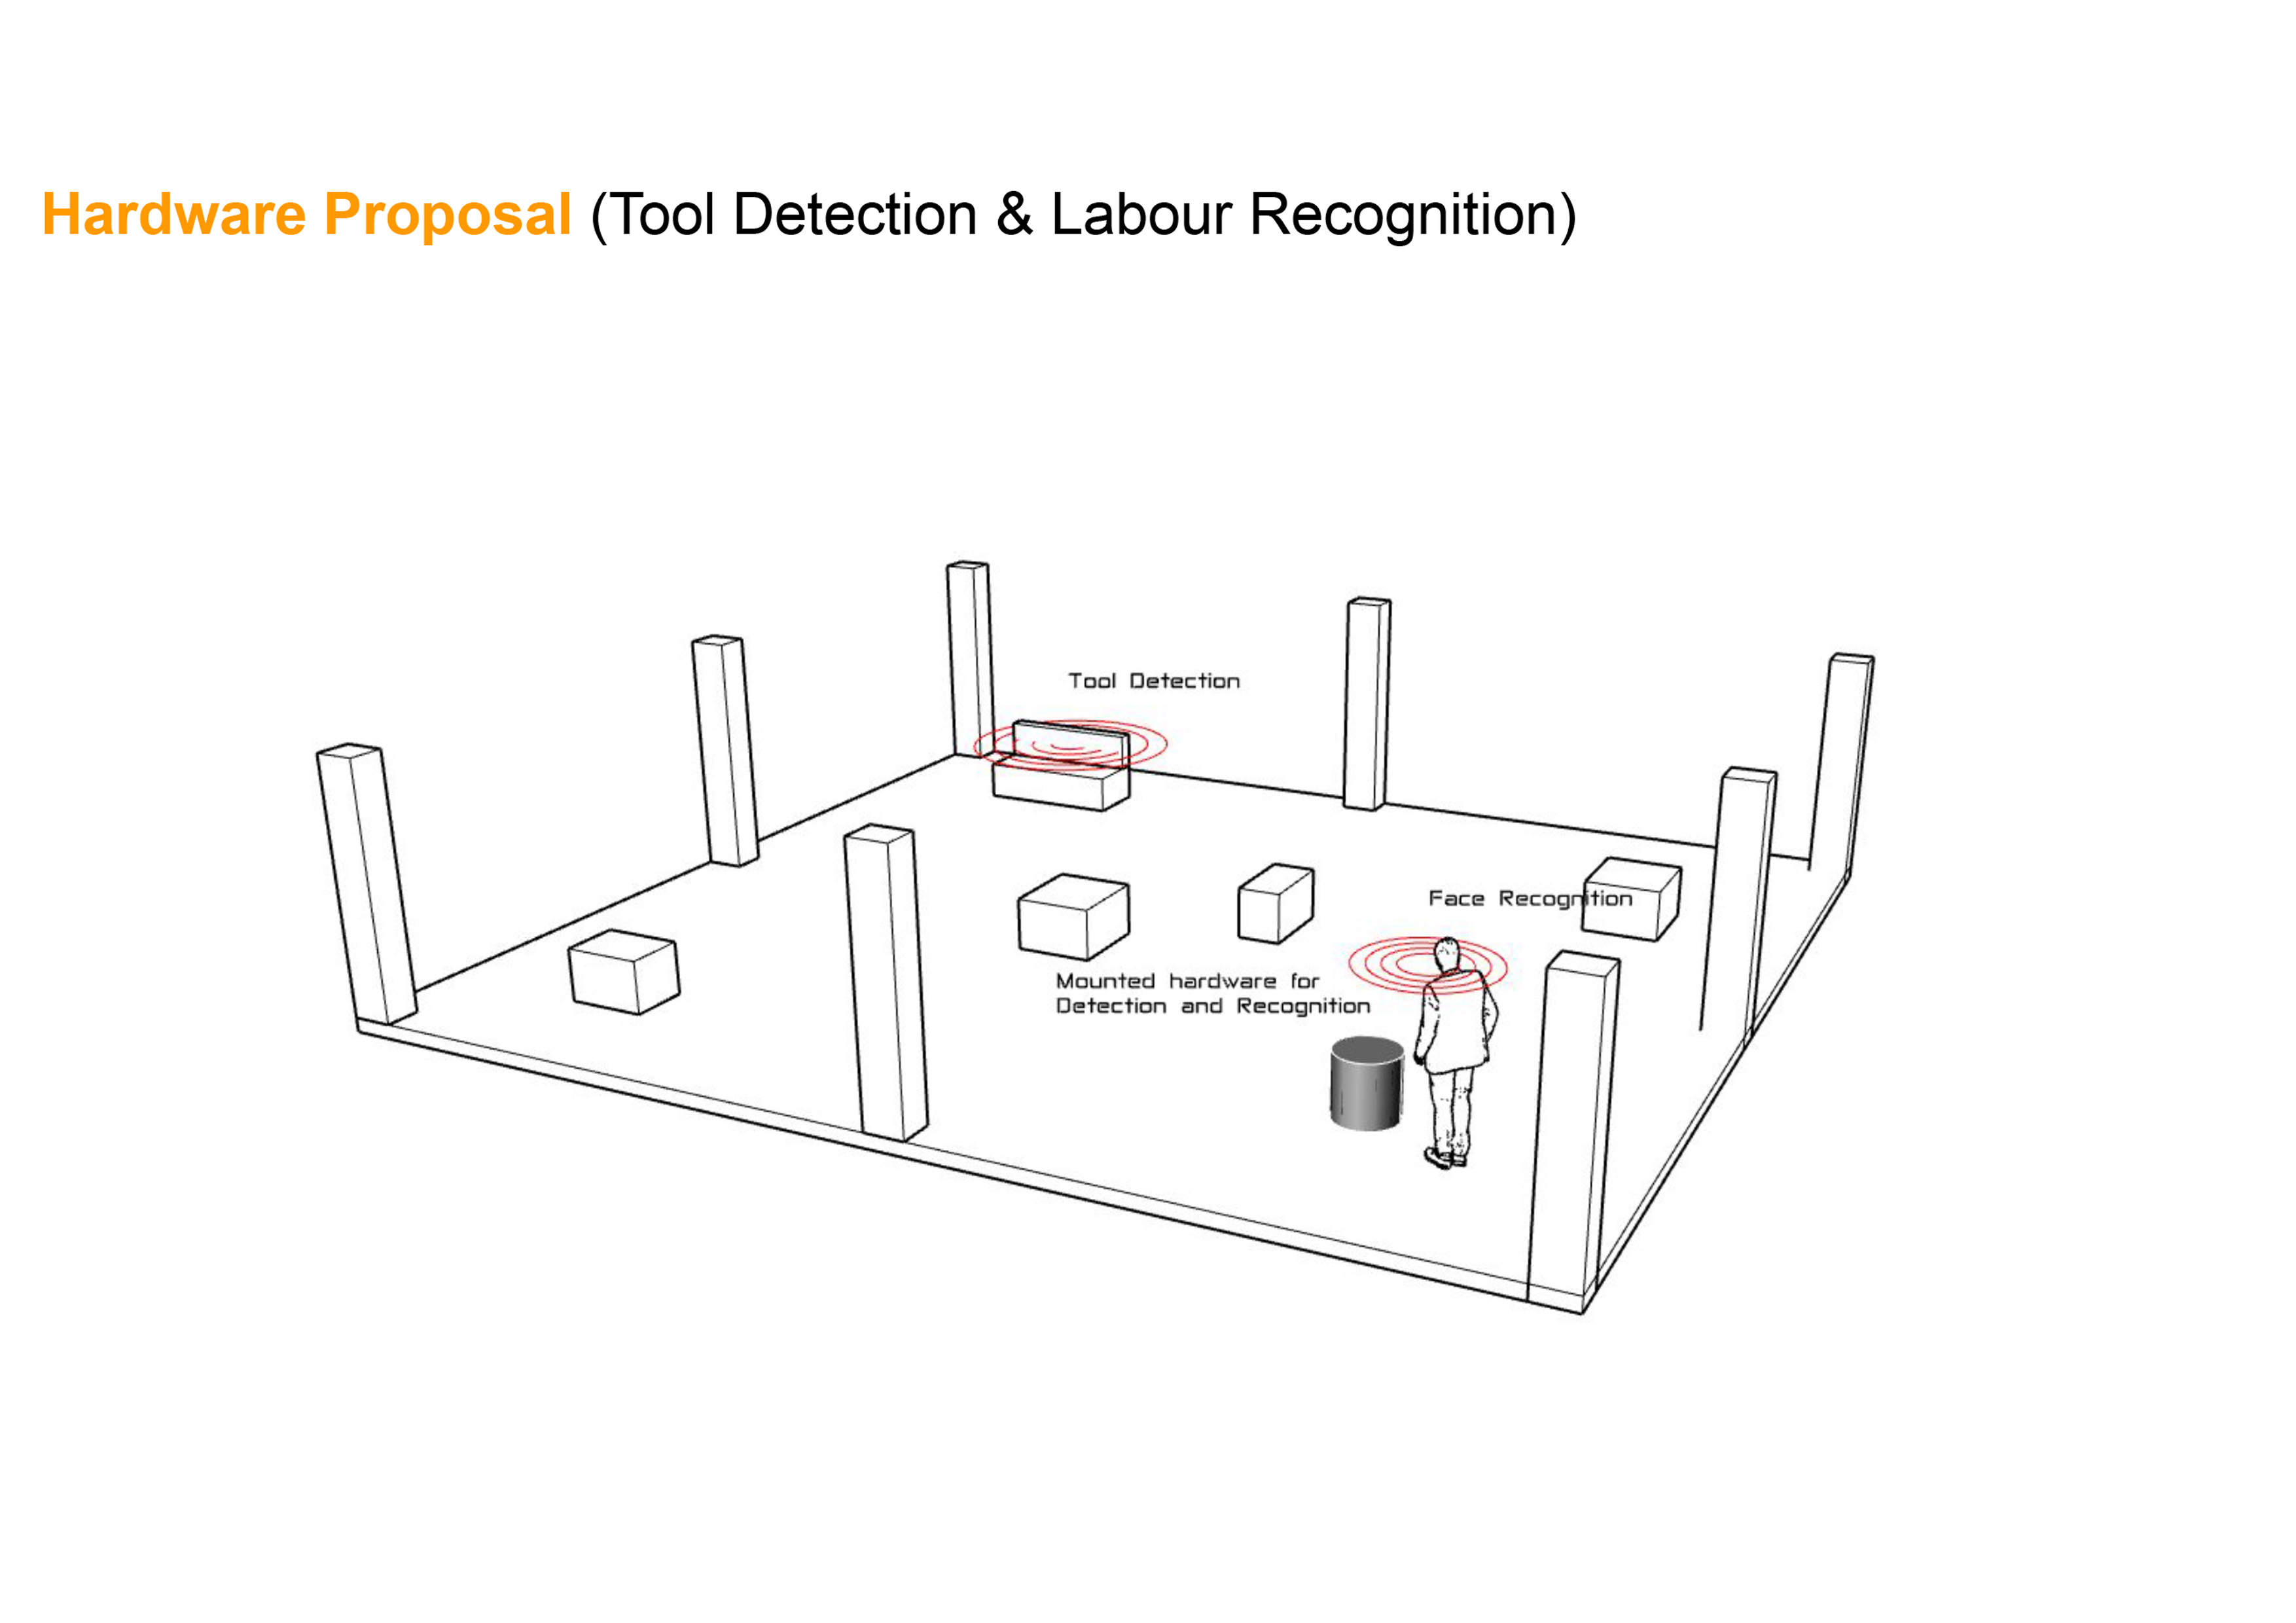 Hardware Proposal (Tool Detection & Labour Recognition)
Tool Detection
Face Recognition
Mounted hardware for
Detection and Recognition